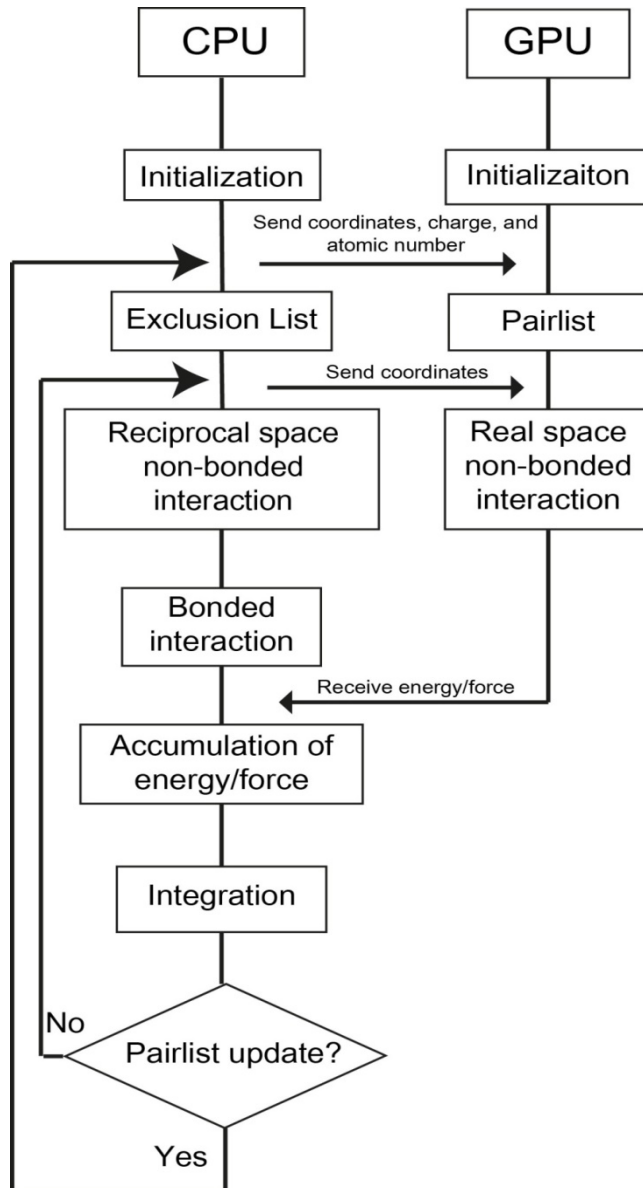 CPU
GPU
Initialization
Initializaiton
Send coordinates, charge, and
atomic number
Exclusion List
Pairlist
Send coordinates
Reciprocal space
non-bonded
interaction
Real space
non-bonded
interaction
Bonded
interaction
Receive energy/force
Accumulation of
energy/force
Integration
No
Pairlist update?
Yes